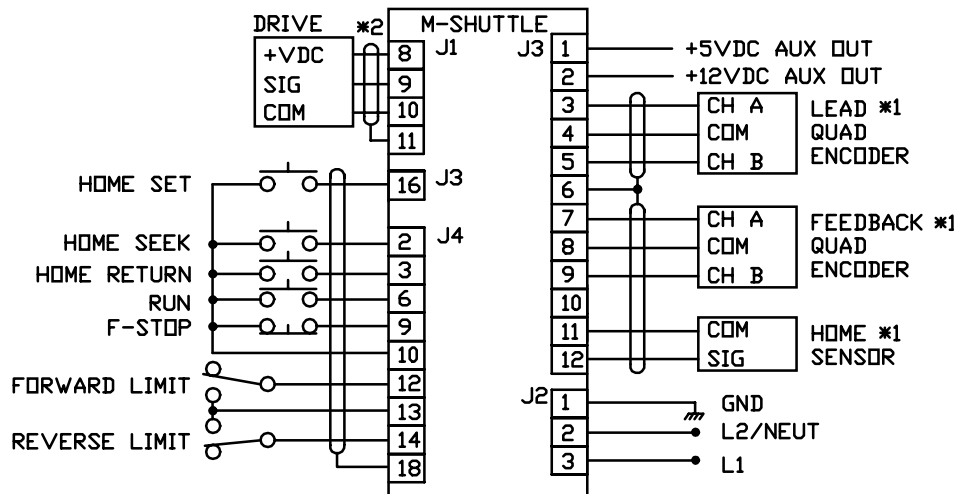 DRIVE *2 M-SHUTTLE
+VDC 8 J1
SIG 9
COM 10
11
HOME SET 16 J3
HOME SEEK 2 J4
HOME RETURN 3
RUN 6
F-STOP 9
10
FORWARD LIMIT 12
13
REVERSE LIMIT 14
18
J3 1 +5VDC AUX OUT
2 +12VDC AUX OUT
3 CH A LEAD *1
4 COM QUAD
5 CH B ENCODER
6
7 CH A FEEDBACK *1
8 COM QUAD
9 CH B ENCODER
10
11 COM HOME *1
12 SIG SENSOR
J2 1 GND
2 L2/NEUT
3 L1